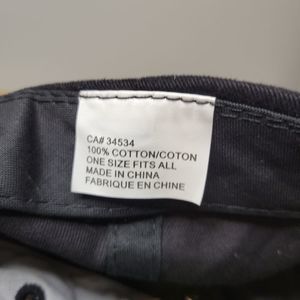 CA# 34534
100% COTTON/COTON
ONE SIZE FITS ALL
MADE IN CHINA
FABRIQUE EN CHINE